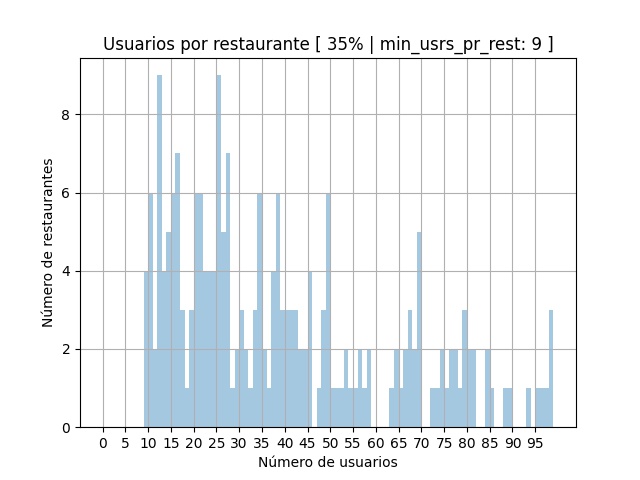 Usuarios por restaurante [ 35% | min_usrs_pr_rest: 9 ]
Número de restaurantes
8
6
4
2
0
0 5 10 15 20 25 30 35 40 45 50 55 60 65 70 75 80 85 90 95
Número de usuarios